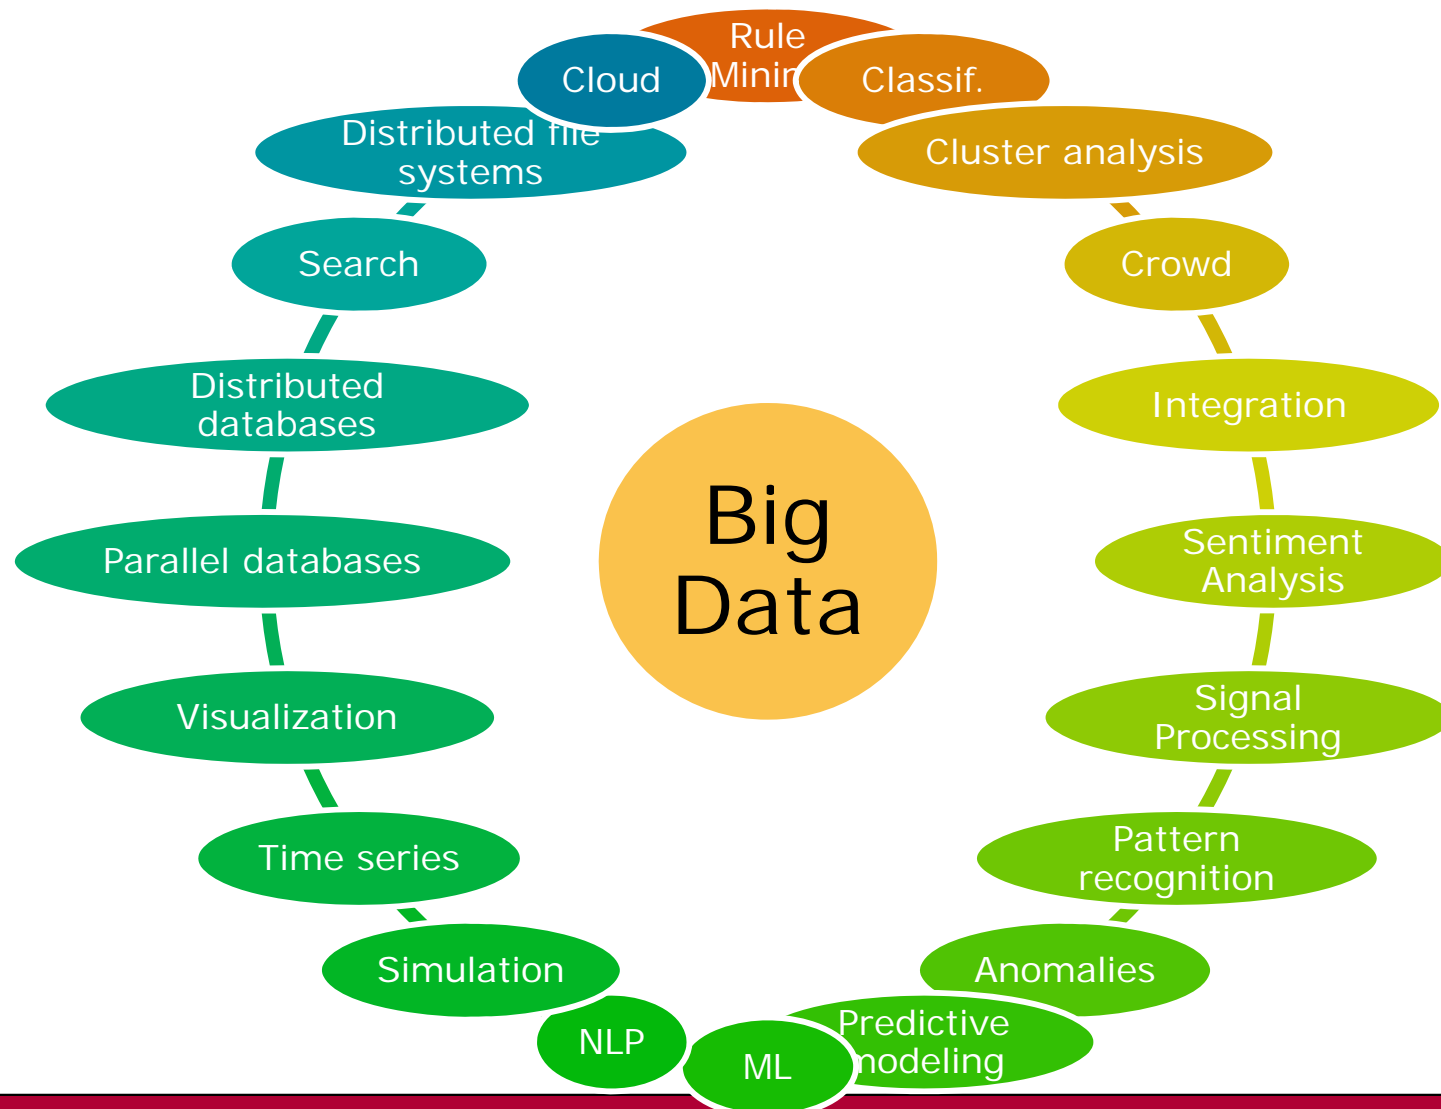 Rule
Cloud
Classif.
Distributed file
systems
Cluster analysis
Search
Crowd
Distributed
databases
Integration
Big
Data
Sentiment
Analysis
Parallel databases
Signal
Processing
Visualization
Pattern
recognition
Time series
Anomalies
Simulation
Predictive
modeling
NLP
ML